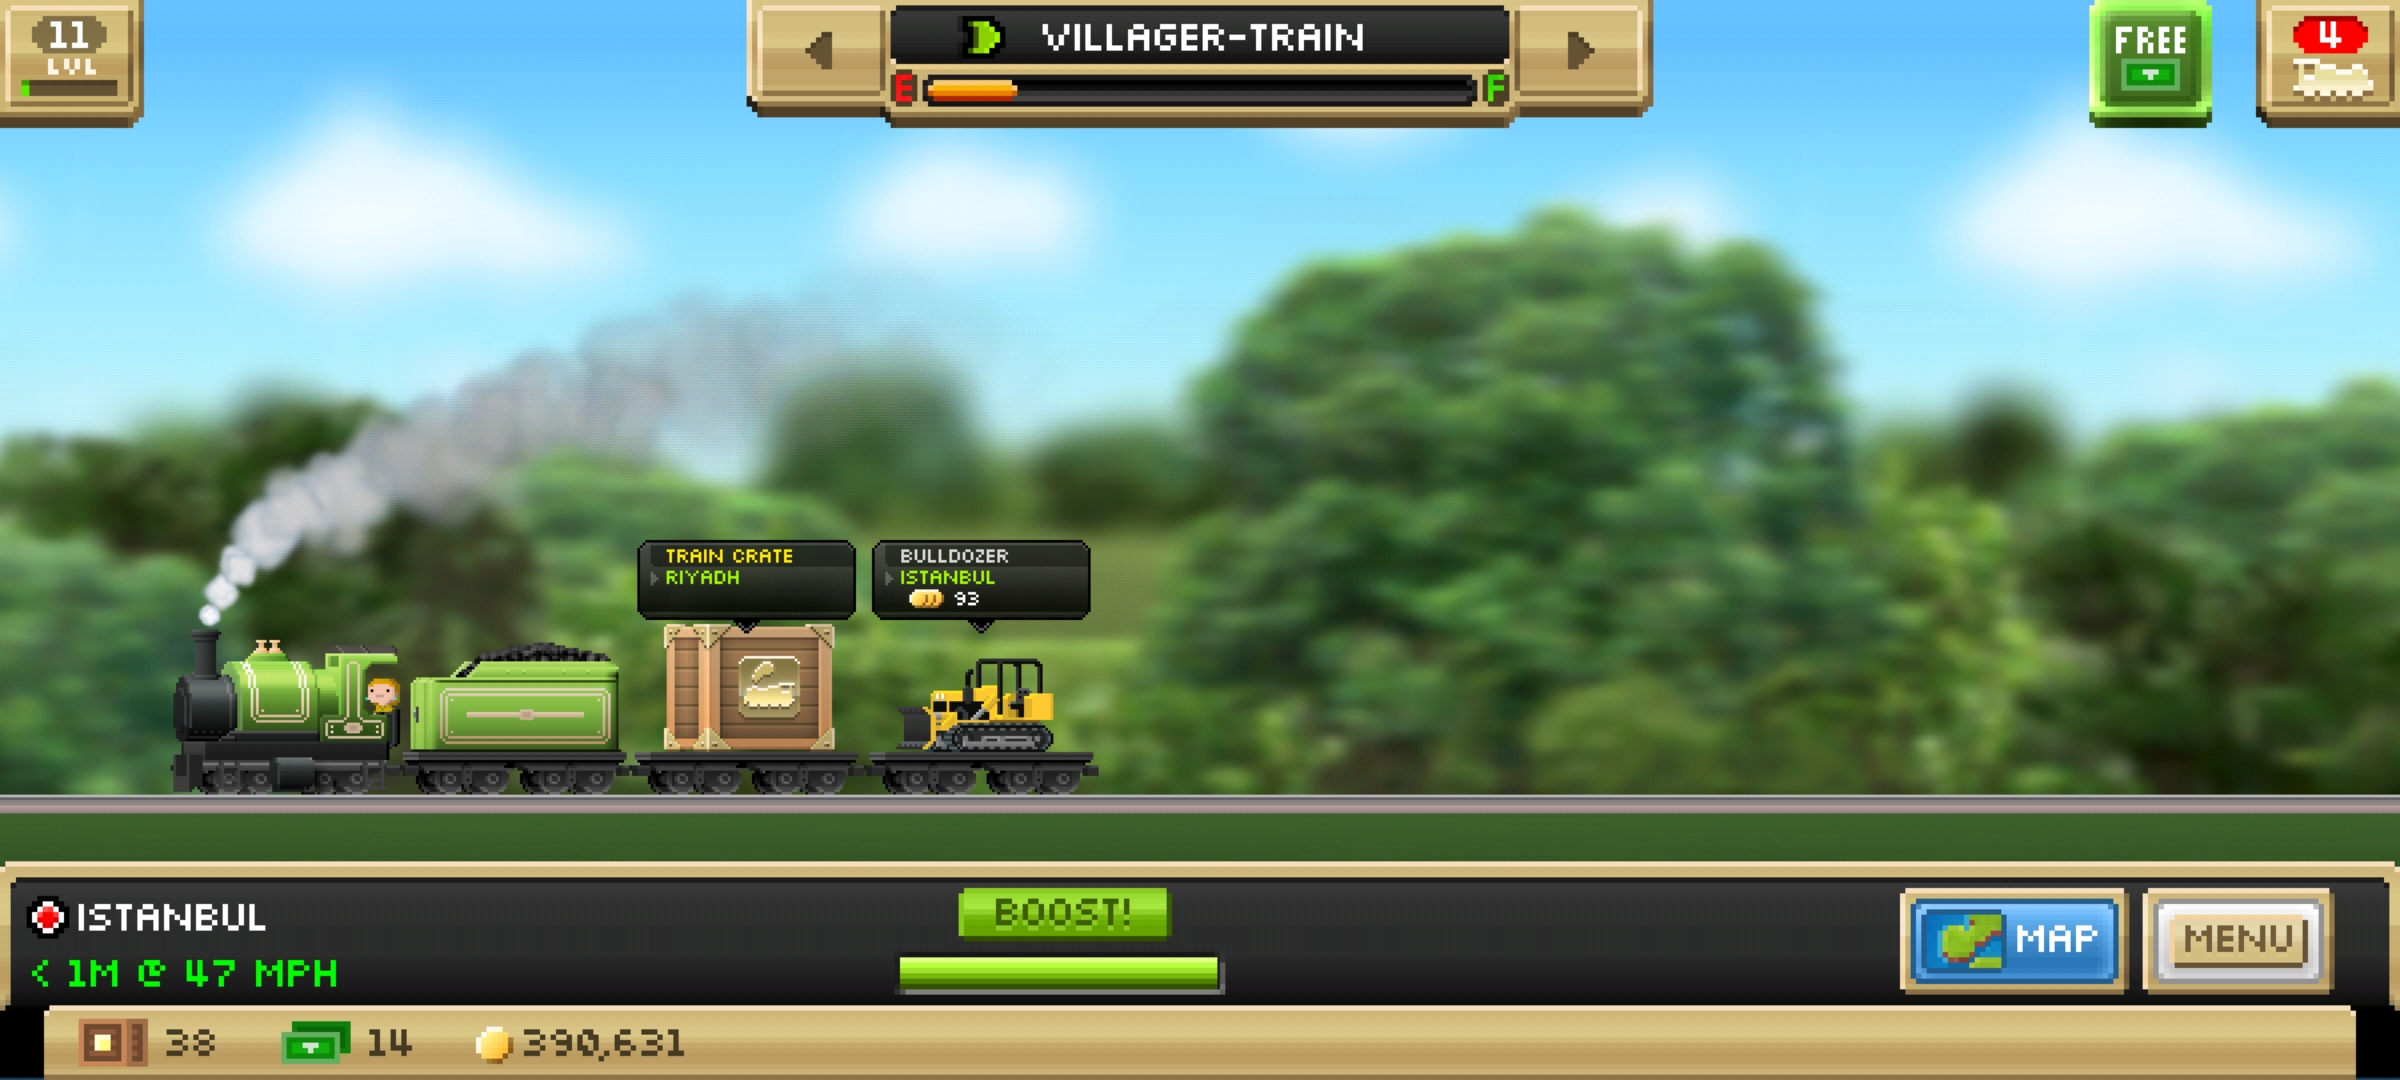 11
LVL
VILLAGER-TRAIN
E
F
FREE
4
TRAIN CRATE
RIYADH
BULLDOZER
ISTANBUL
93
ISTANBUL
< 1M @ 47 MPH
BOOST!
MAP
MENU
38
14
390,631